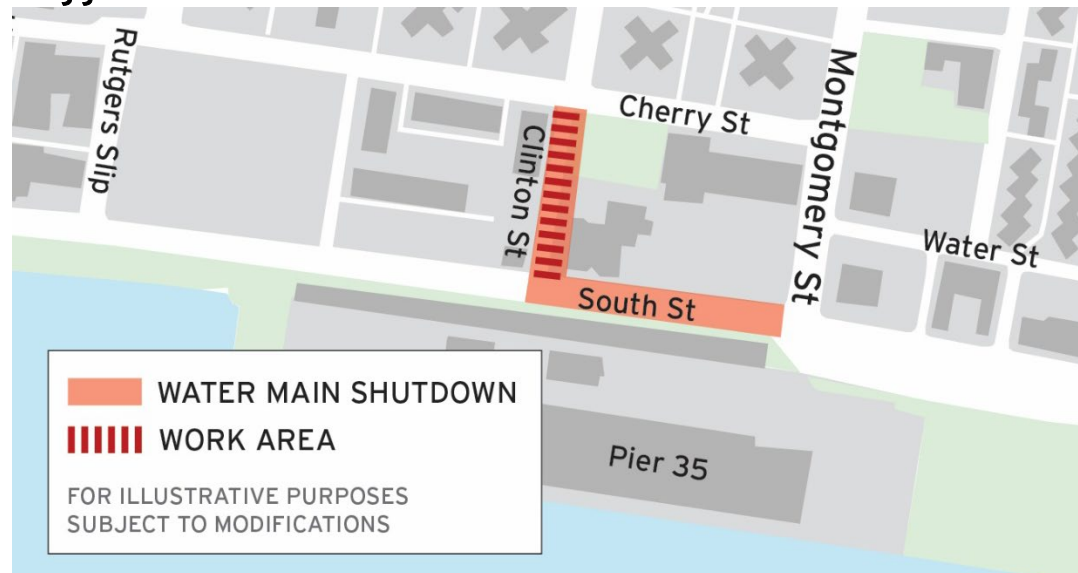 Rutgers Slip
Clinton St
Cherry St
Montgomery St
Water St
South St
Pier 35
WATER MAIN SHUTDOWN
WORK AREA
FOR ILLUSTRATIVE PURPOSES
SUBJECT TO MODIFICATIONS